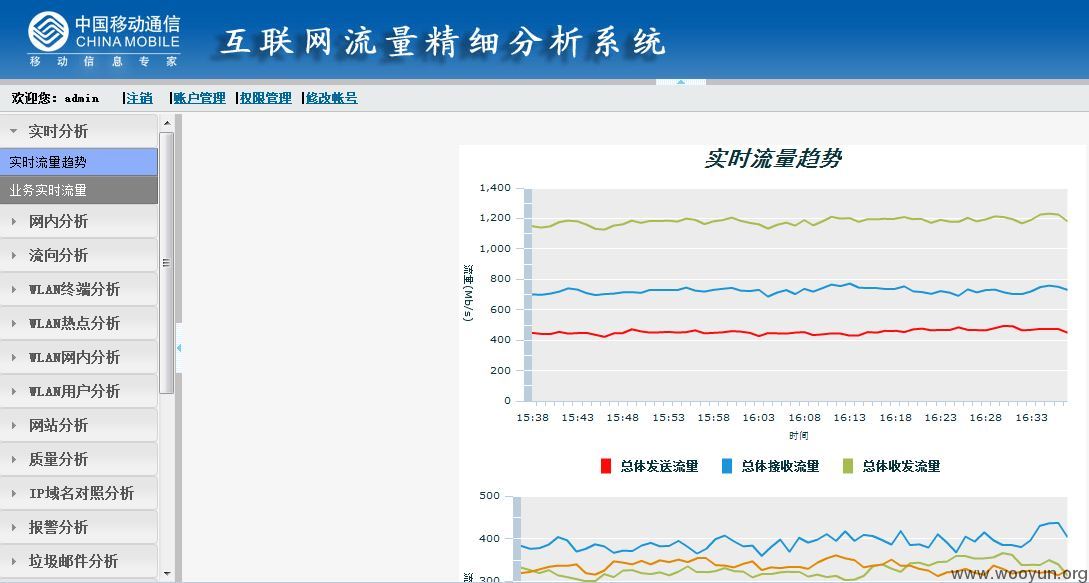 中国移动通信
CHINA MOBILE
移动信息专家
互联网流量精细分析系统
欢迎您: admin |注销 |账户管理 |权限管理 |修改帐号
实时分析
实时流量趋势
业务实时流量
网内分析
流向分析
WLAN终端分析
WLAN热点分析
WLAN网内分析
WLAN用户分析
网站分析
质量分析
IP域名对照分析
报警分析
垃圾邮件分析
实时流量趋势
1,400
1,200
1,000
800
600
400
200
0
流量(Mb/s)
15:38 15:43 15:48 15:53 15:58 16:03 16:08 16:13 16:18 16:23 16:28 16:33
时间
总体发送流量 总体接收流量 总体收发流量
500
400
300
www.wooyun.org